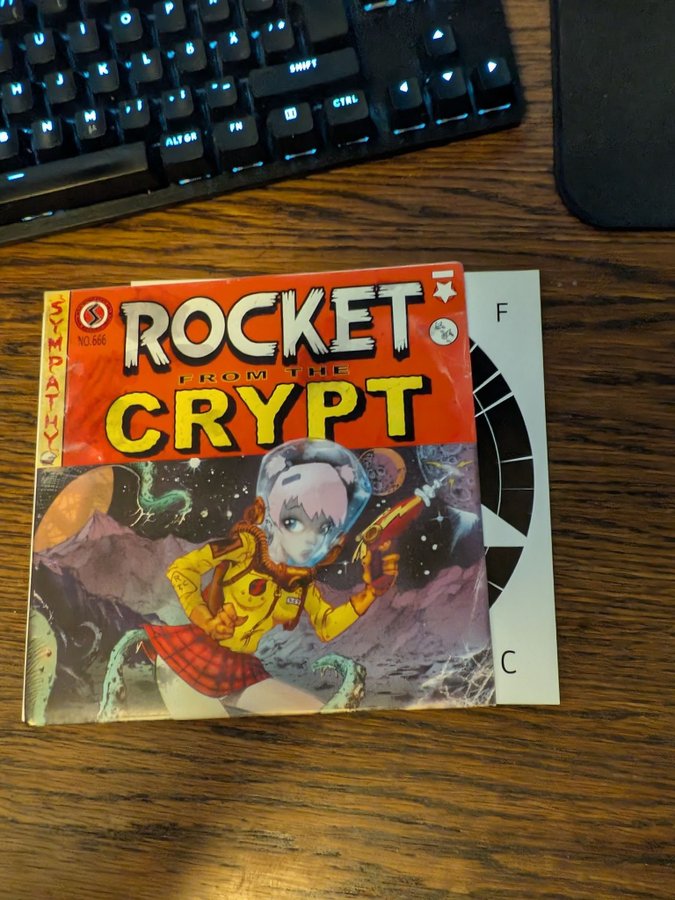 U I O P
H J K L
N M
SHIFT
ALT GR FN CTRL
SYMPATHY
NO.666
ROCKET
FROM THE
CRYPT
F
C